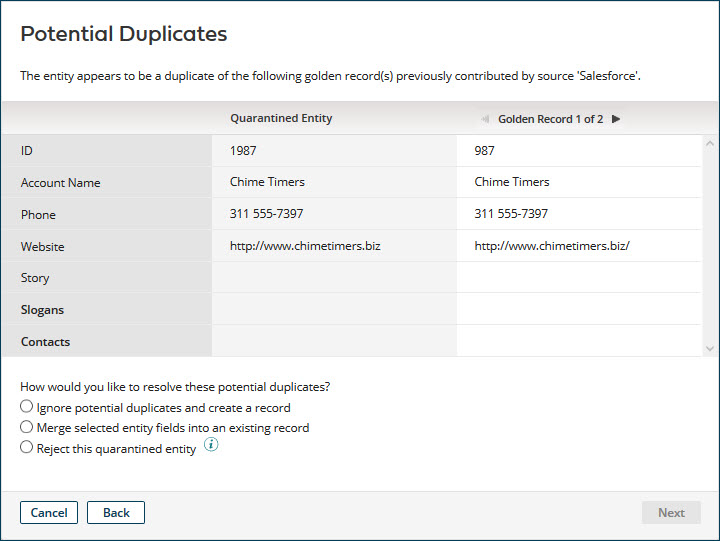 Potential Duplicates
The entity appears to be a duplicate of the following golden record(s) previously contributed by source 'Salesforce'.
Quarantined Entity Golden Record 1 of 2
ID 1987 987
Account Name Chime Timers Chime Timers
Phone 311 555-7397 311 555-7397
Website http://www.chimetimers.biz http://www.chimetimers.biz/
Story
Slogans
Contacts
How would you like to resolve these potential duplicates?
Ignore potential duplicates and create a record
Merge selected entity fields into an existing record
Reject this quarantined entity i
Cancel Back Next